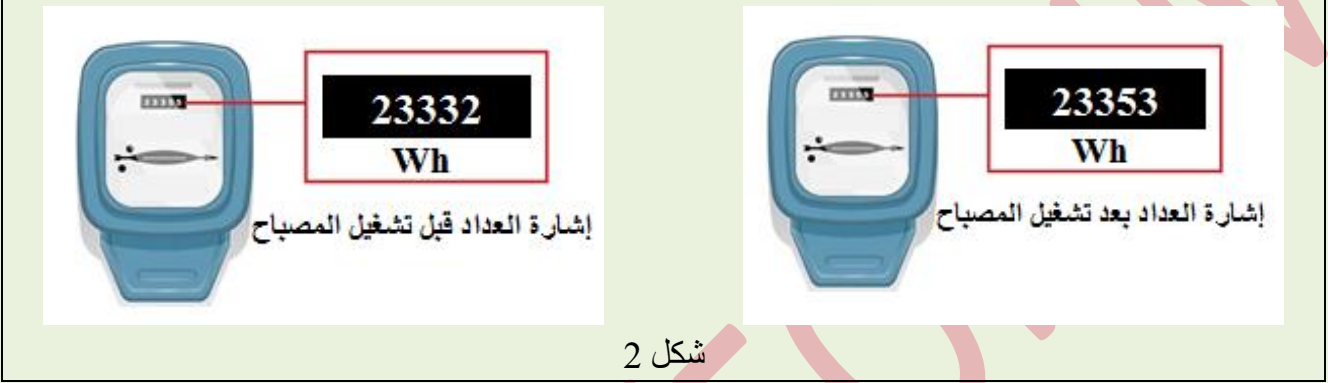 23332
Wh
إشارة العداد قبل تشغيل المصباح
23353
Wh
إشارة العداد بعد تشغيل المصباح
شكل 2